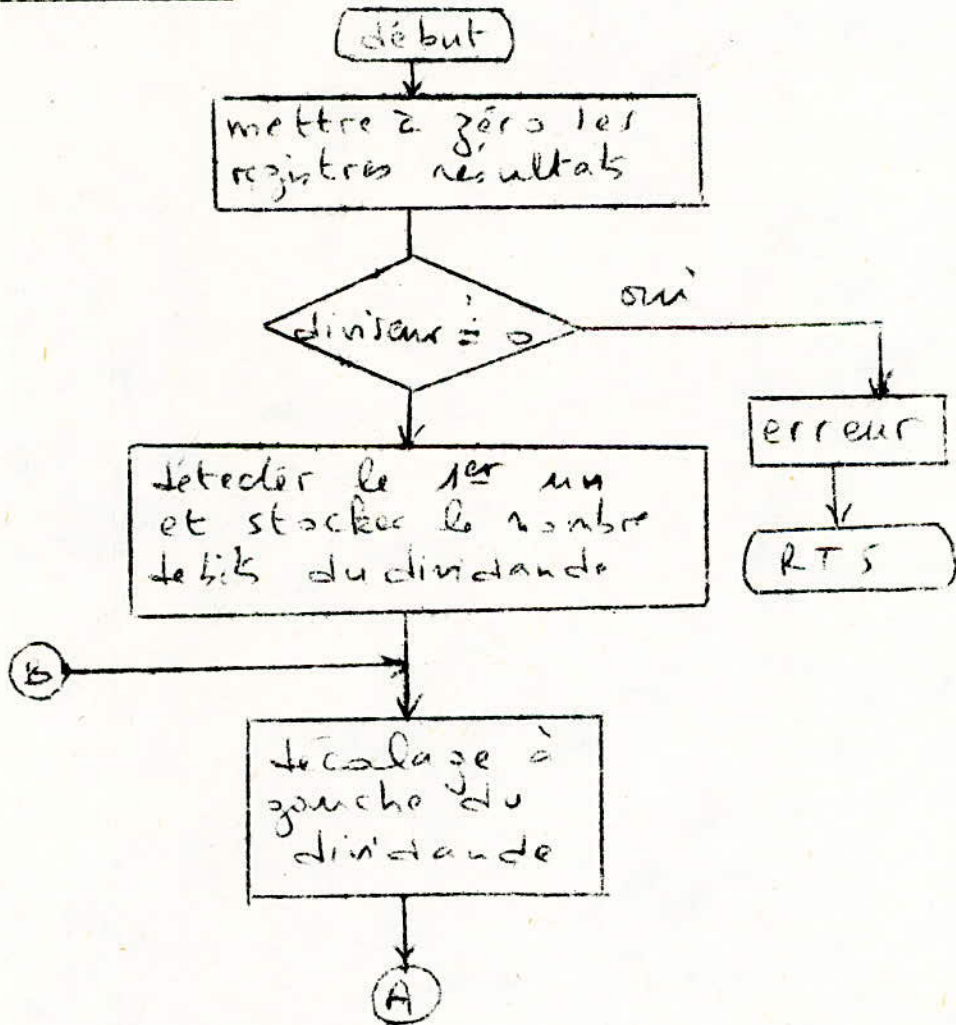 début
mettre à zéro les
registres résultats
diviseur = 0
oui
erreur
RTS
détecter le 1er un
et stocker le nombre
de bits du dividande
B
décalage à
gauche du
dividande
A